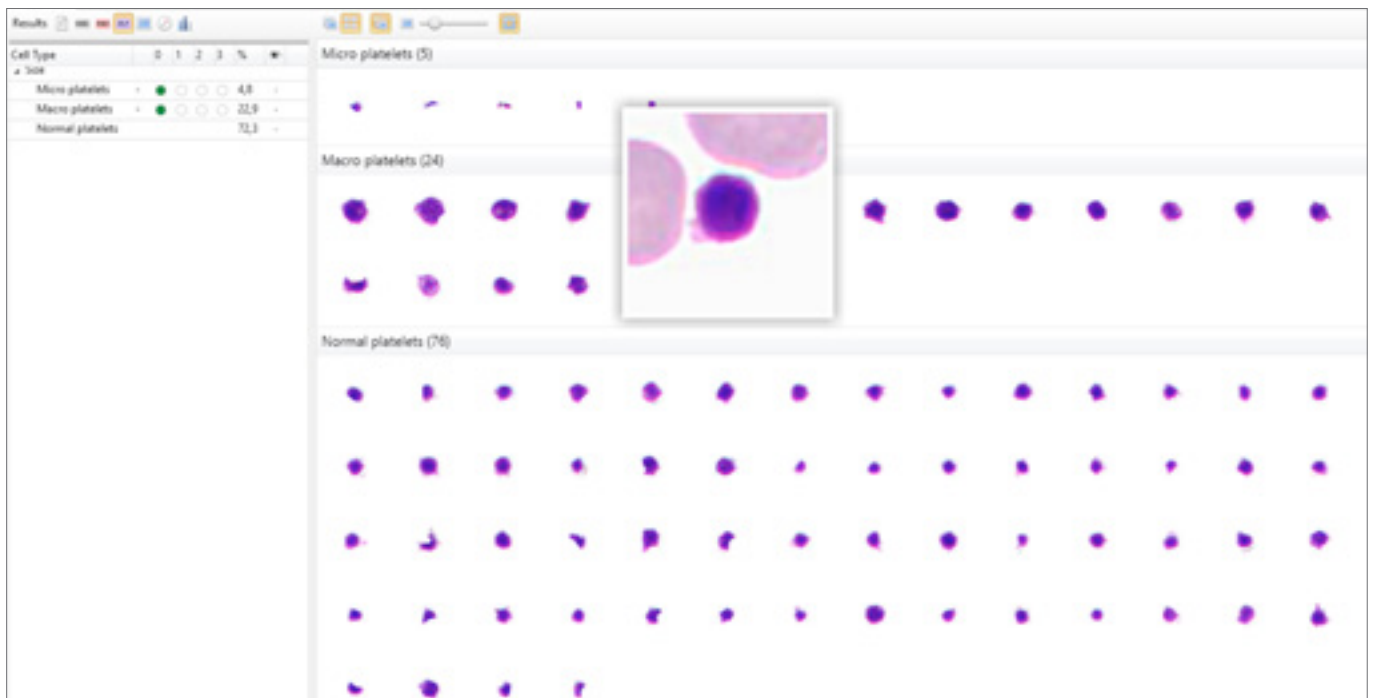 Results
Cell Type 0 1 2 3 %
Size
Micro platelets 4,8
Macro platelets 22,9
Normal platelets 72,3
Micro platelets (5)
Macro platelets (24)
Normal platelets (76)